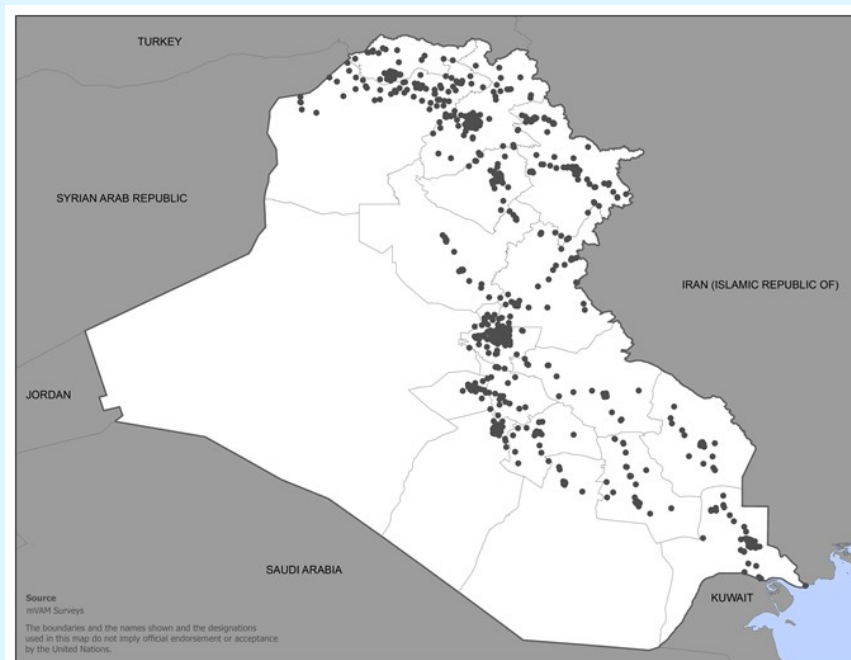 TURKEY
SYRIAN ARAB REPUBLIC
IRAN (ISLAMIC REPUBLIC OF)
JORDAN
SAUDI ARABIA
KUWAIT
Source
mVAM Surveys
The boundaries and the names shown and the designations
used in this map do not imply official endorsement or acceptance
by the United Nations.